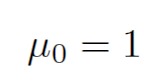 μ₀ = 1